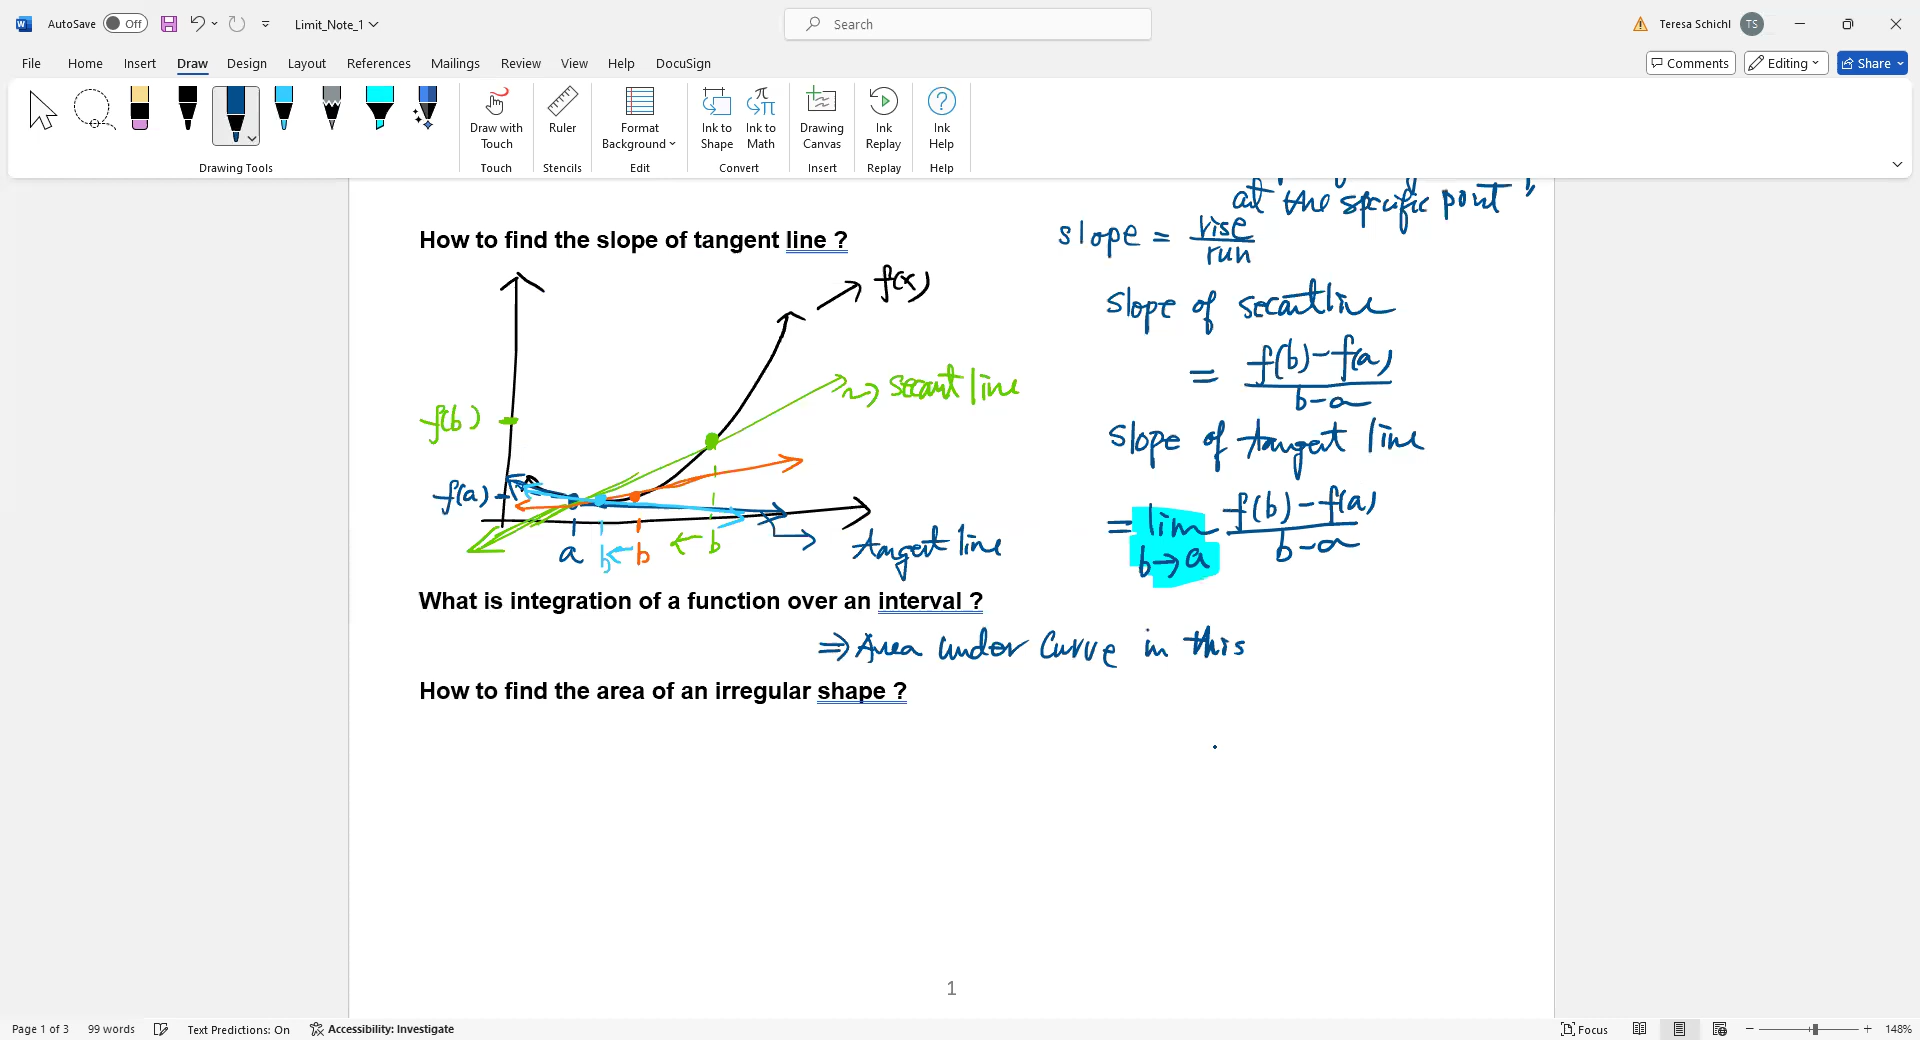 AutoSave Off Limit_Note_1 Search Teresa Schichl TS
File Home Insert Draw Design Layout References Mailings Review View Help DocuSign Comments Editing Share
Draw with Touch Ruler Format Background Ink to Shape Ink to Math Drawing Canvas Ink Replay Ink Help
Drawing Tools Touch Stencils Edit Convert Insert Replay Help
at the specific point
How to find the slope of tangent line ?
slope = rise/run
f(x)
slope of secant line
= f(b)-f(a)/b-a
secant line
f(b)
slope of tangent line
f(a)
= lim b→a f(b)-f(a)/b-a
a b ← b ← b
Tangent line
What is integration of a function over an interval ?
⇒ Area under curve in this
How to find the area of an irregular shape ?
1
Page 1 of 3 99 words Text Predictions: On Accessibility: Investigate Focus 148%